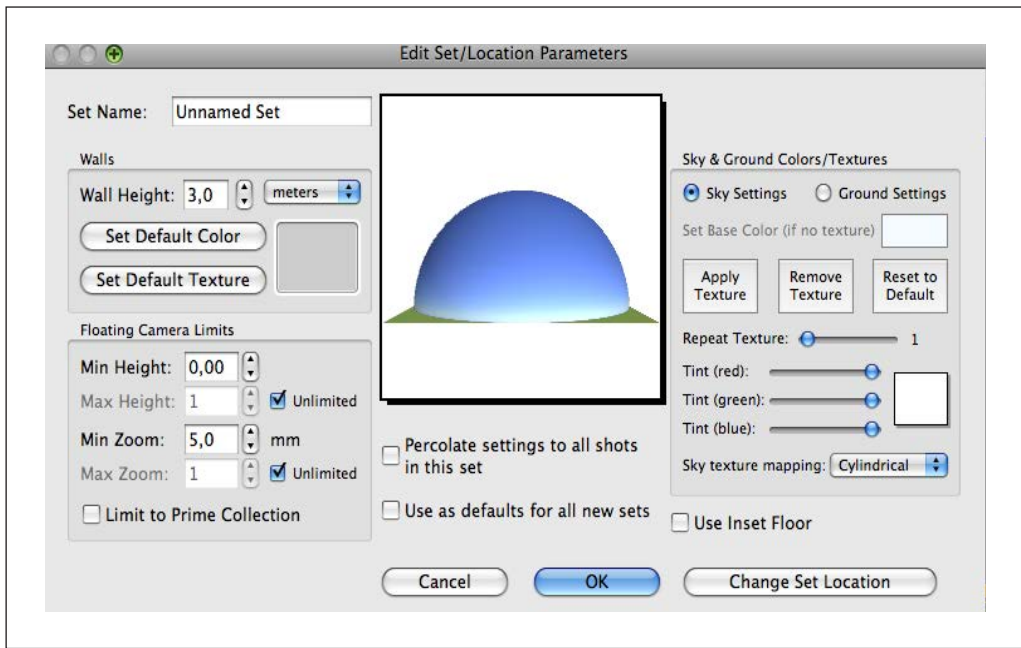 Edit Set/Location Parameters
Set Name: Unnamed Set
Walls
Wall Height: 3,0 meters
Set Default Color
Set Default Texture
Floating Camera Limits
Min Height: 0,00
Max Height: 1 Unlimited
Min Zoom: 5,0 mm
Max Zoom: 1 Unlimited
Limit to Prime Collection
Percolate settings to all shots
in this set
Use as defaults for all new sets
Sky & Ground Colors/Textures
Sky Settings Ground Settings
Set Base Color (if no texture)
Apply Texture
Remove Texture
Reset to Default
Repeat Texture: 1
Tint (red):
Tint (green):
Tint (blue):
Sky texture mapping: Cylindrical
Use Inset Floor
Cancel OK Change Set Location